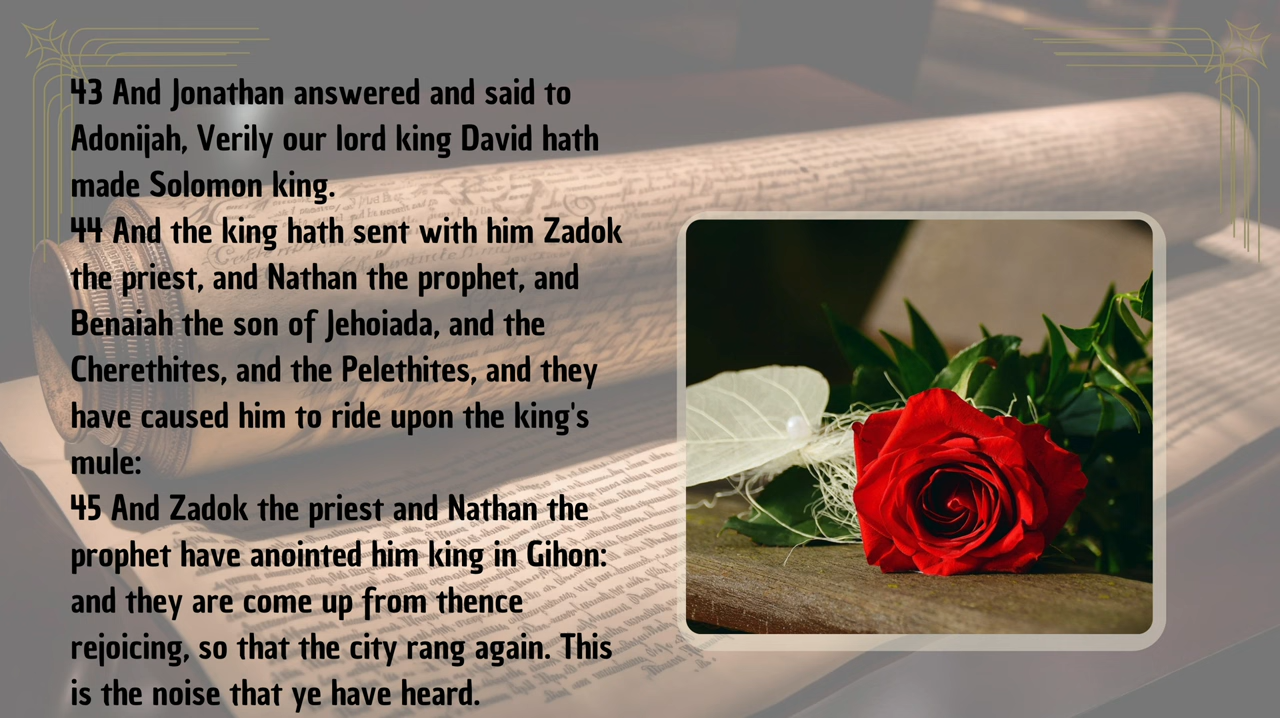 43 And Jonathan answered and said to
Adonijah, Verily our lord king David hath
made Solomon king.
44 And the king hath sent with him Zadok
the priest, and Nathan the prophet, and
Benaiah the son of Jehoiada, and the
Cherethites, and the Pelethites, and they
have caused him to ride upon the king's
mule:
45 And Zadok the priest and Nathan the
prophet have anointed him king in Gihon:
and they are come up from thence
rejoicing, so that the city rang again. This
is the noise that ye have heard.